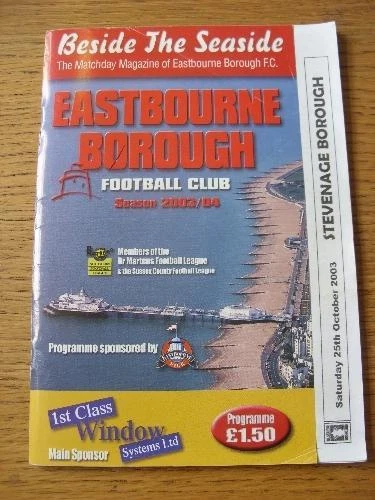 Beside The Seaside
The Matchday Magazine of Eastbourne Borough F.C.
EASTBOURNE
BOROUGH
FOOTBALL CLUB
Season 2003/04
Members of the
Dr Martens Football League
& the Sussex County Football League
Programme sponsored by
1st Class
Window
Systems Ltd
Main Sponsor
Programme
£1.50
STEVENAGE BOROUGH
Saturday 25th October 2003